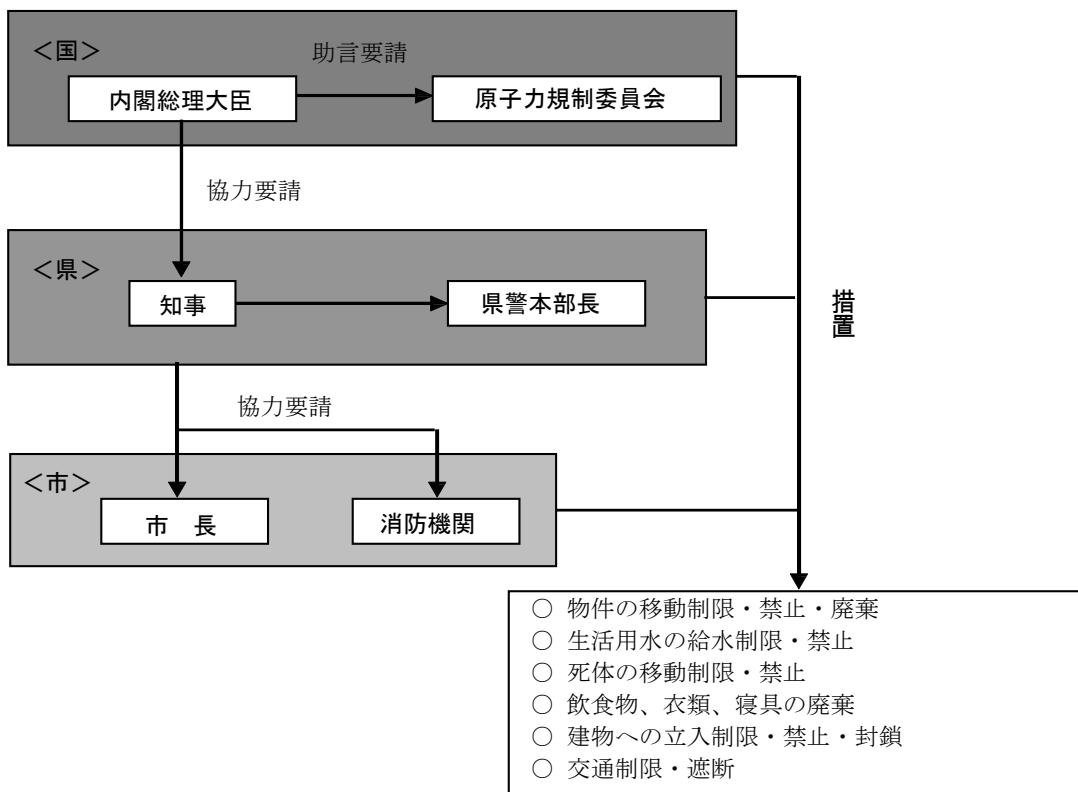 ＜国＞
助言要請
内閣総理大臣
原子力規制委員会
協力要請
＜県＞
知事
県警本部長
措置
協力要請
＜市＞
市　長
消防機関
○ 物件の移動制限・禁止・廃棄
○ 生活用水の給水制限・禁止
○ 死体の移動制限・禁止
○ 飲食物、衣類、寝具の廃棄
○ 建物への立入制限・禁止・封鎖
○ 交通制限・遮断